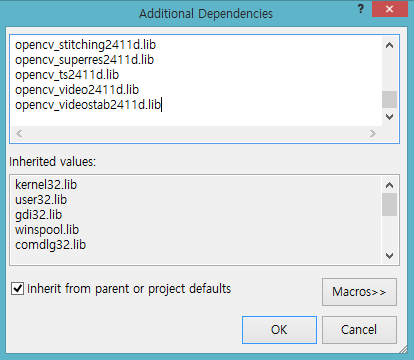 Additional Dependencies
?
opencv_stitching2411d.lib
opencv_superres2411d.lib
opencv_ts2411d.lib
opencv_video2411d.lib
opencv_videostab2411d.lib
Inherited values:
kernel32.lib
user32.lib
gdi32.lib
winspool.lib
comdlg32.lib
Inherit from parent or project defaults
Macros>>
OK
Cancel